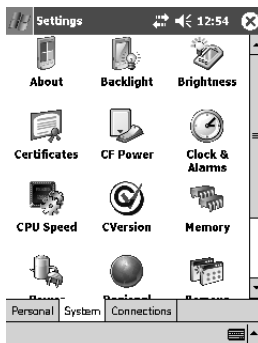 Settings 12:54
About Backlight Brightness
Certificates CF Power Clock & Alarms
CPU Speed CVersion Memory
Personal System Connections